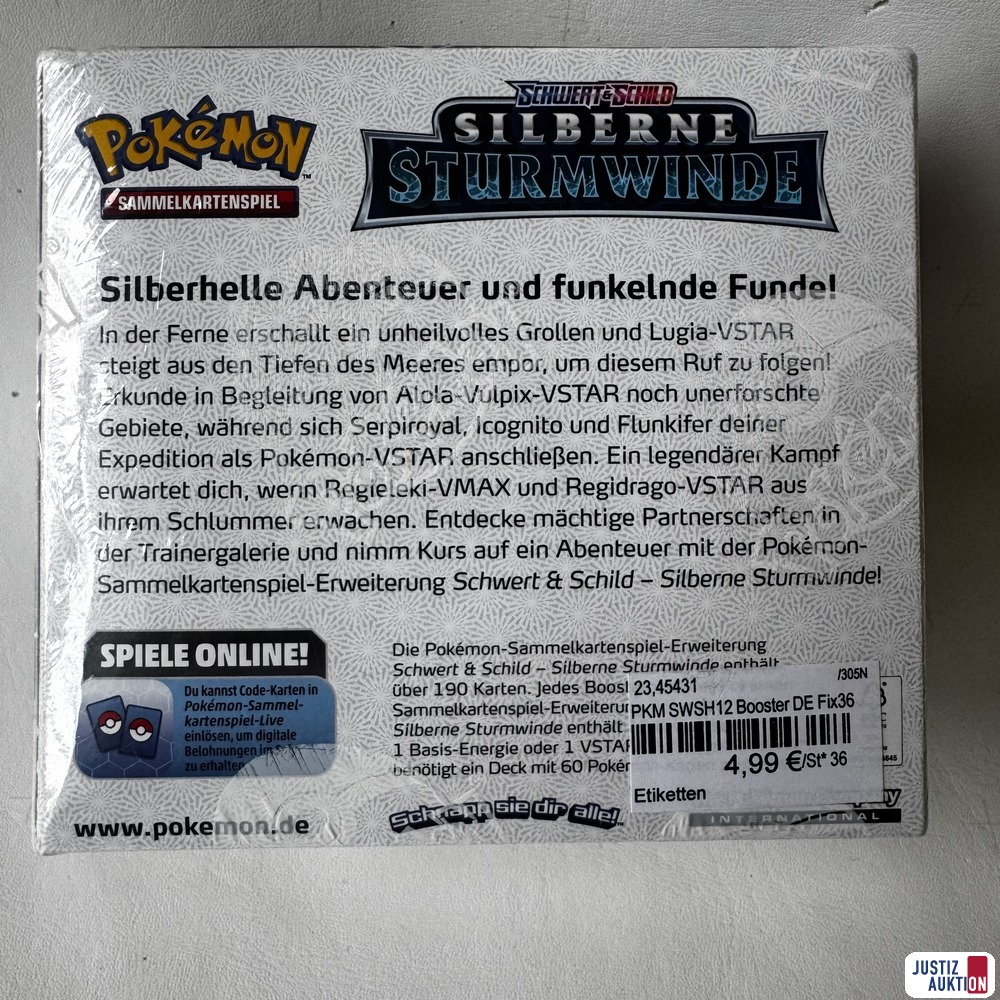 POKéMON™
SAMMELKARTENSPIEL
SCHWERT & SCHILD
SILBERNE
STURMWINDE
Silberhelle Abenteuer und funkelnde Funde!
In der Ferne erschallt ein unheilvolles Grollen und Lugia-VSTAR
steigt aus den Tiefen des Meeres empor, um diesem Ruf zu folgen!
Erkunde in Begleitung von Alola-Vulpix-VSTAR noch unerforschte
Gebiete, während sich Serpiroyal, Icognito und Flunkifer deiner
Expedition als Pokémon-VSTAR anschließen. Ein legendärer Kampf
erwartet dich, wenn Regieleki-VMAX und Regidrago-VSTAR aus
ihrem Schlummer erwachen. Entdecke mächtige Partnerschaften in
der Trainergalerie und nimm Kurs auf ein Abenteuer mit der Pokémon-
Sammelkartenspiel-Erweiterung Schwert & Schild – Silberne Sturmwinde!
SPIELE ONLINE!
Du kannst Code-Karten in
Pokémon-Sammel-
kartenspiel-Live
einlösen, um digitale
Belohnungen im
zu erhalten
www.pokemon.de
Die Pokémon-Sammelkartenspiel-Erweiterung
Schwert & Schild – Silberne Sturmwinde enthält
über 190 Karten. Jedes Boost
Sammelkartenspiel-Erweiterun
Silberne Sturmwinde enthält
1 Basis-Energie oder 1 VSTAR
benötigt ein Deck mit 60 Pokém
schnapp sie dir alle!™
/305N
23,45431
PKM SWSH12 Booster DE Fix36
4,99 €/St* 36
Etiketten
INTERNATIONAL
JUSTIZ
AUKTION